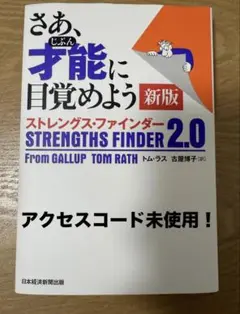 さあ、
じぶん
才能に
目覚めよう 新版
ストレングス・ファインダー
STRENGTHS FINDER 2.0
From GALLUP TOM RATH トム・ラス 古屋博子(訳)
アクセスコード未使用！
日本経済新聞出版